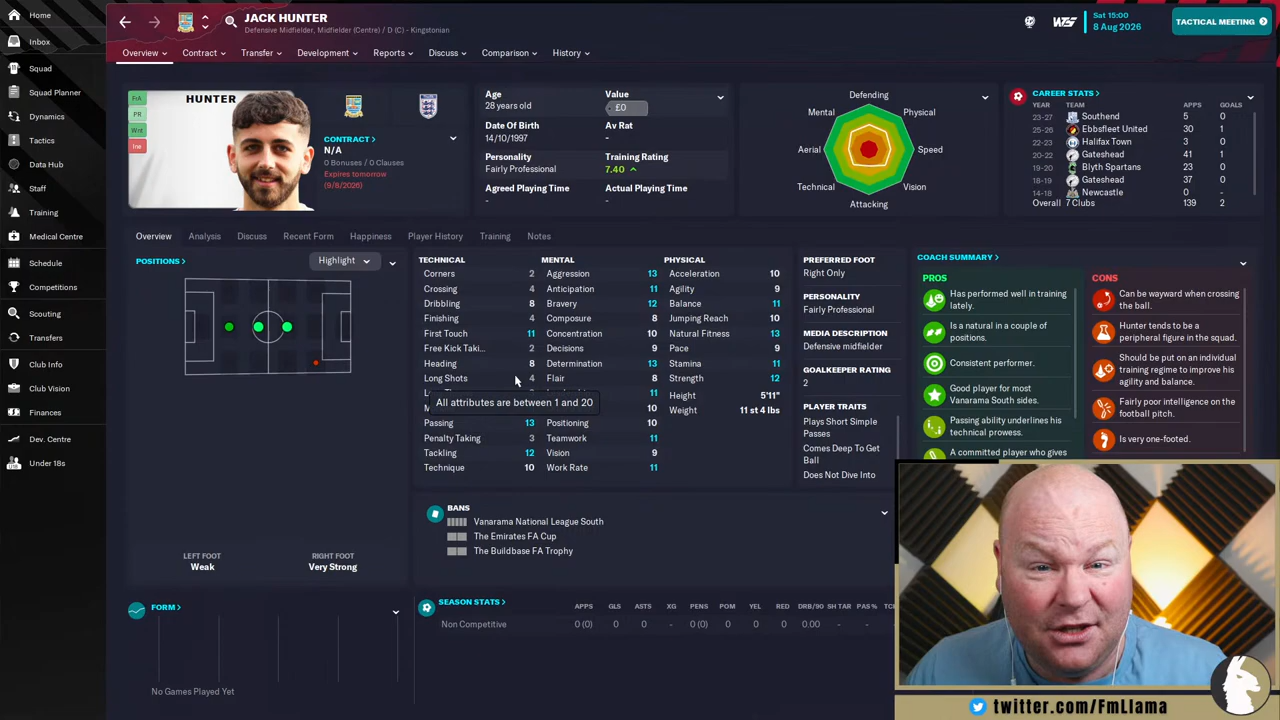 Home
Inbox
Squad
Squad Planner
Dynamics
Tactics
Data Hub
Staff
Training
Medical Centre
Schedule
Competitions
Scouting
Transfers
Club Info
Club Vision
Finances
Dev. Centre
Under 18s
JACK HUNTER
Defensive Midfielder, Midfielder (Centre) / D (C) - Kingstonian
Sat 15:00
8 Aug 2026
TACTICAL MEETING
Overview
Contract
Transfer
Development
Reports
Discuss
Comparison
History
FrA
PR
Wnt
Ine
HUNTER
CONTRACT
N/A
0 Bonuses / 0 Clauses
Expires tomorrow
(9/8/2026)
Age
28 years old
Date Of Birth
14/10/1997
Personality
Fairly Professional
Agreed Playing Time
-
Value
£0
Av Rat
-
Training Rating
7.40
Actual Playing Time
-
Defending
Physical
Speed
Vision
Attacking
Technical
Aerial
Mental
CAREER STATS
YEAR TEAM APPS GOALS
23-27 Southend 5 0
25-26 Ebbsfleet United 30 1
22-23 Halifax Town 3 0
20-22 Gateshead 41 1
19-20 Blyth Spartans 23 0
18-19 Gateshead 37 0
14-18 Newcastle 0 -
Overall 7 Clubs 139 2
Overview
Analysis
Discuss
Recent Form
Happiness
Player History
Training
Notes
POSITIONS
Highlight
LEFT FOOT
Weak
RIGHT FOOT
Very Strong
TECHNICAL
Corners 2
Crossing 4
Dribbling 8
Finishing 4
First Touch 11
Free Kick Taki... 2
Heading 8
Long Shots 4
All attributes are between 1 and 20
Passing 13
Penalty Taking 3
Tackling 12
Technique 10
MENTAL
Aggression 13
Anticipation 11
Bravery 12
Composure 8
Concentration 10
Decisions 9
Determination 13
Flair 8
11
10
Positioning 10
Teamwork 11
Vision 9
Work Rate 11
PHYSICAL
Acceleration 10
Agility 9
Balance 11
Jumping Reach 10
Natural Fitness 13
Pace 9
Stamina 11
Strength 12
Height 5'11"
Weight 11 st 4 lbs
PREFERRED FOOT
Right Only
PERSONALITY
Fairly Professional
MEDIA DESCRIPTION
Defensive midfielder
GOALKEEPER RATING
2
PLAYER TRAITS
Plays Short Simple
Passes
Comes Deep To Get
Ball
Does Not Dive Into
COACH SUMMARY
PROS
Has performed well in training
lately.
Is a natural in a couple of
positions.
Consistent performer.
Good player for most
Vanarama South sides.
Passing ability underlines his
technical prowess.
A committed player who gives
CONS
Can be wayward when crossing
the ball.
Hunter tends to be a
peripheral figure in the
dressing room.
Should be put on an individual
training regime to improve his
agility and balance.
Fairly poor intelligence on the
football pitch.
Is very one-footed.
BANS
Vanarama National League South
The Emirates FA Cup
The Buildbase FA Trophy
FORM
No Games Played Yet
SEASON STATS
APPS GLS ASTS XG PENS POM YEL RED DRB/90 SH TAR PAS%
Non Competitive 0 (0) 0 0 - 0 (0) 0 0 0 0.00 - -
twitter.com/FmLlama